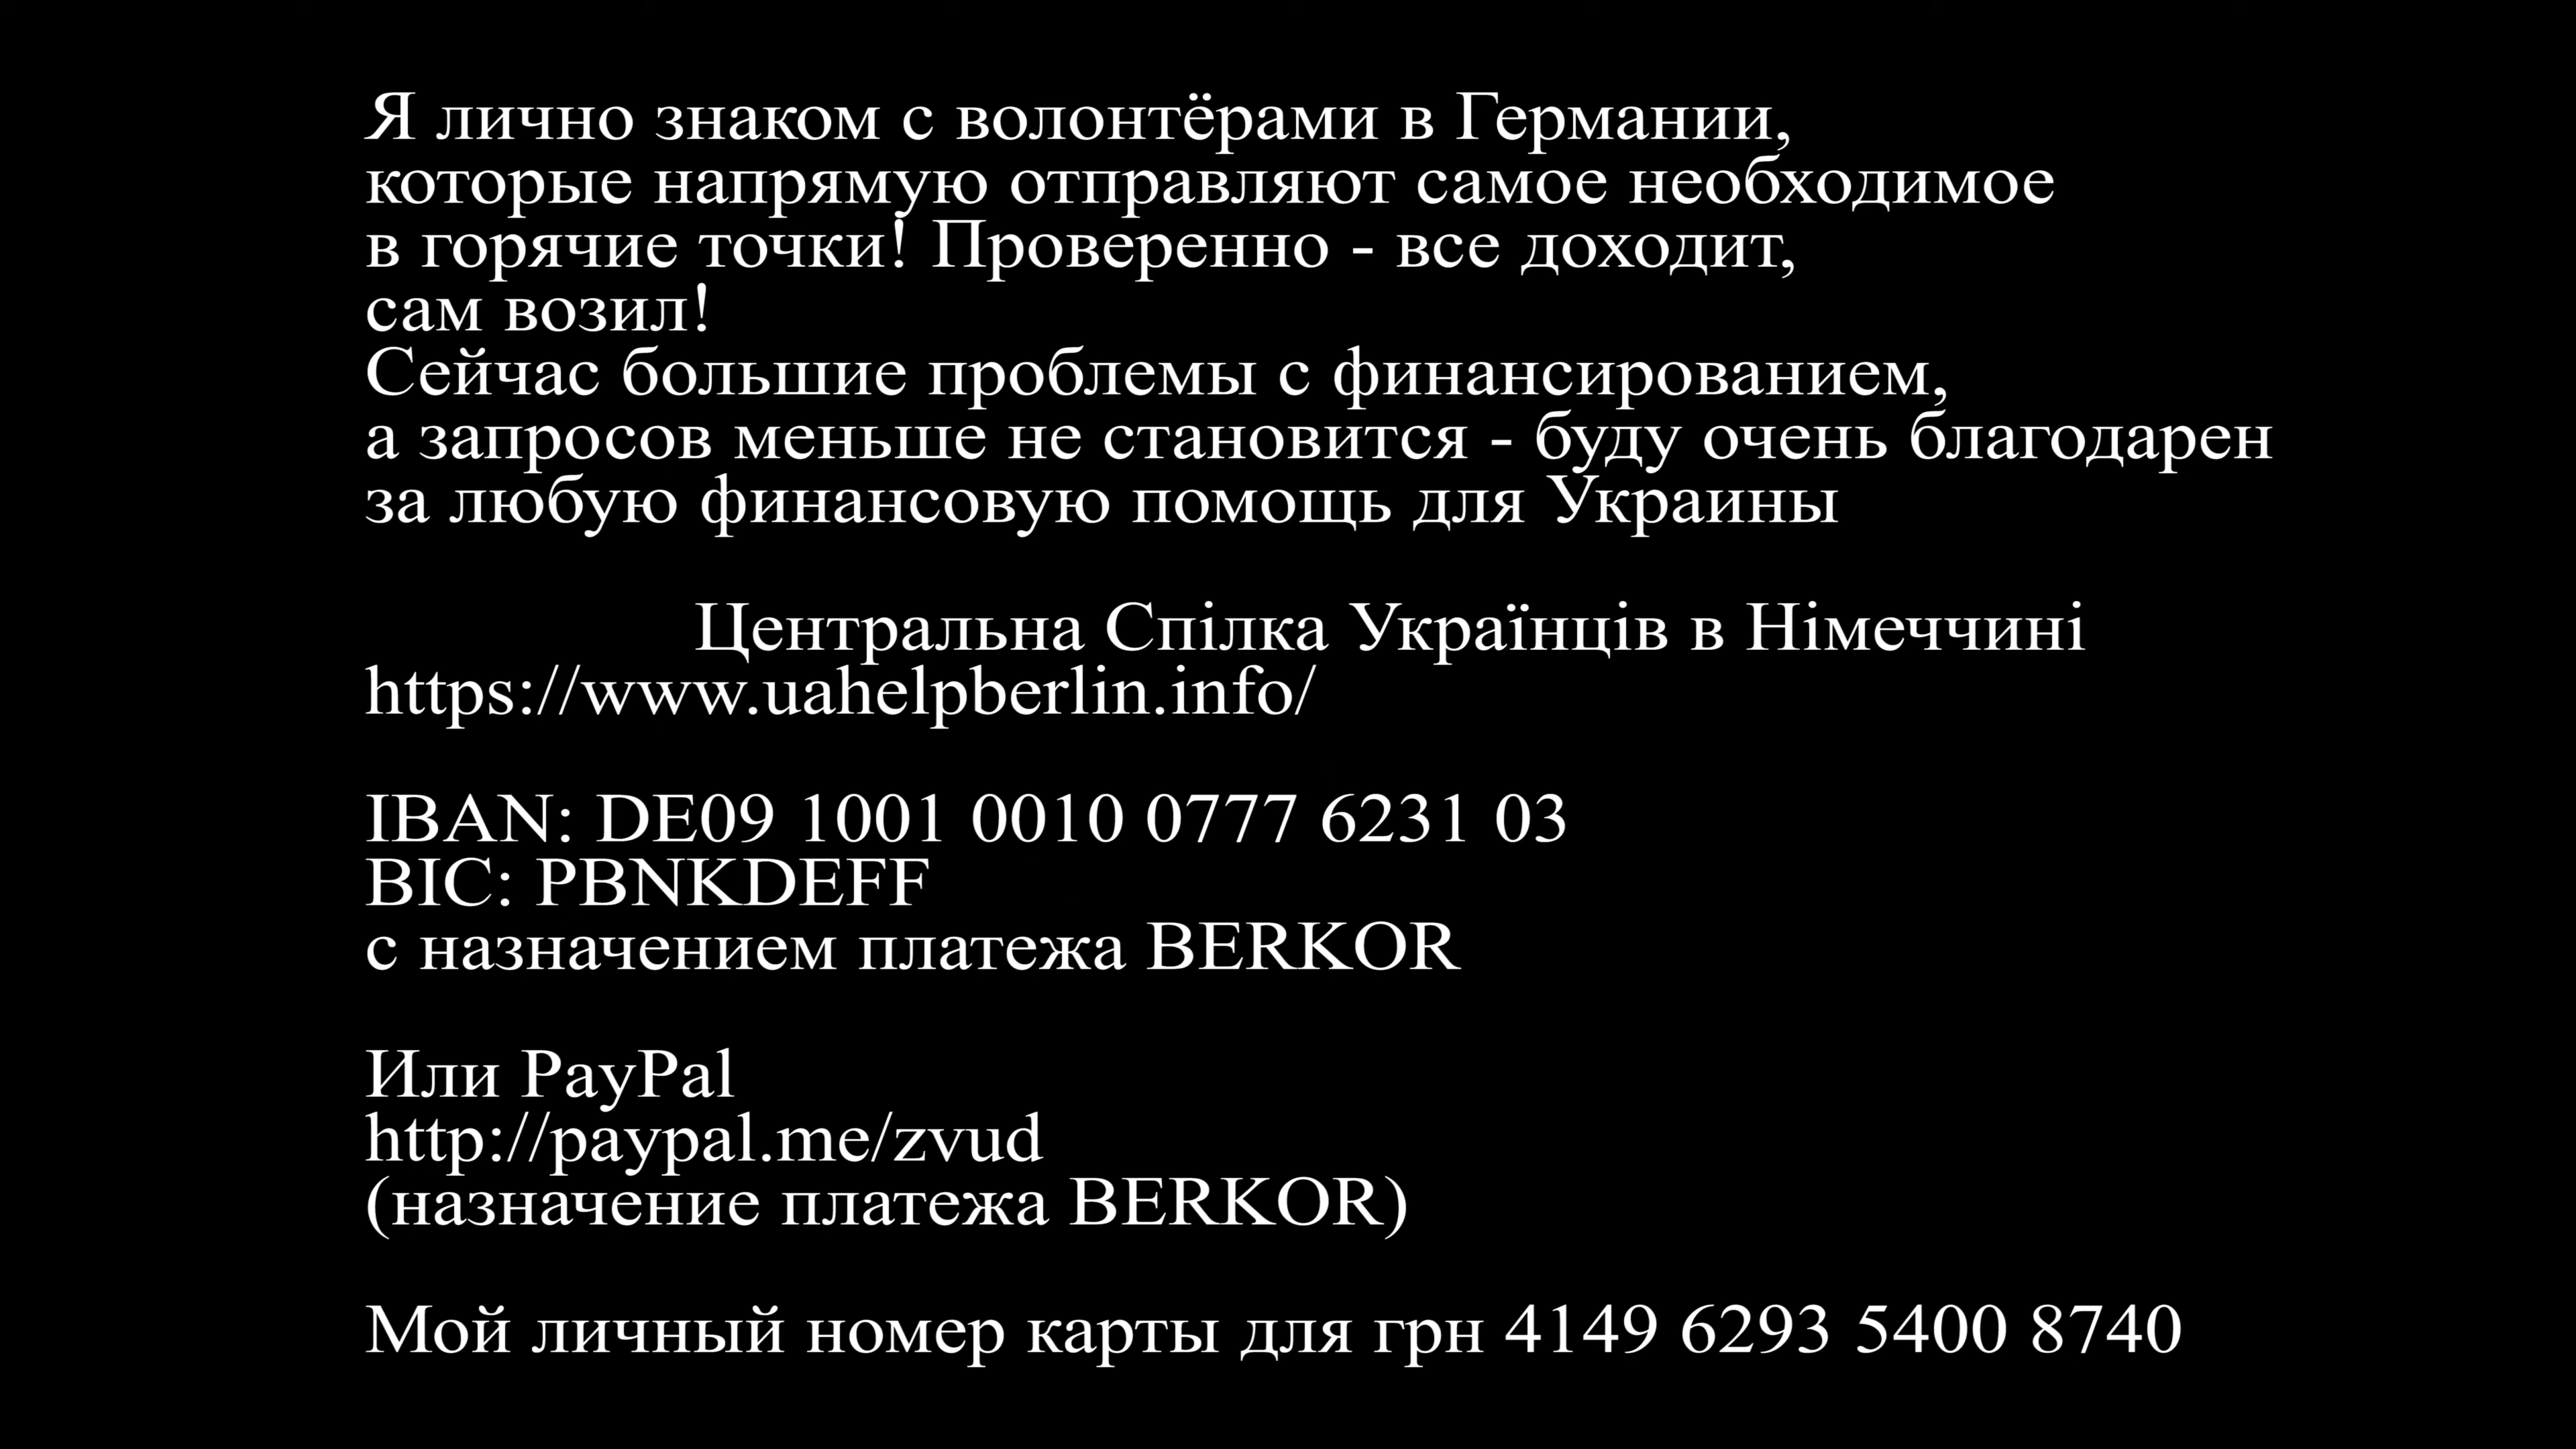 Я лично знаком с волонтёрами в Германии,
которые напрямую отправляют самое необходимое
в горячие точки! Проверенно - все доходит,
сам возил!
Сейчас большие проблемы с финансированием,
а запросов меньше не становится - буду очень благодарен
за любую финансовую помощь для Украины
Центральна Спілка Українців в Німеччині
https://www.uahelpberlin.info/
IBAN: DE09 1001 0010 0777 6231 03
BIC: PBNKDEFF
с назначением платежа BERKOR
Или PayPal
http://paypal.me/zvud
(назначение платежа BERKOR)
Мой личный номер карты для грн 4149 6293 5400 8740